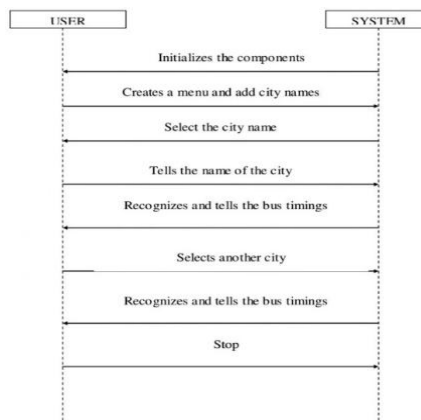 USER
SYSTEM
Initializes the components
Creates a menu and add city names
Select the city name
Tells the name of the city
Recognizes and tells the bus timings
Selects another city
Recognizes and tells the bus timings
Stop